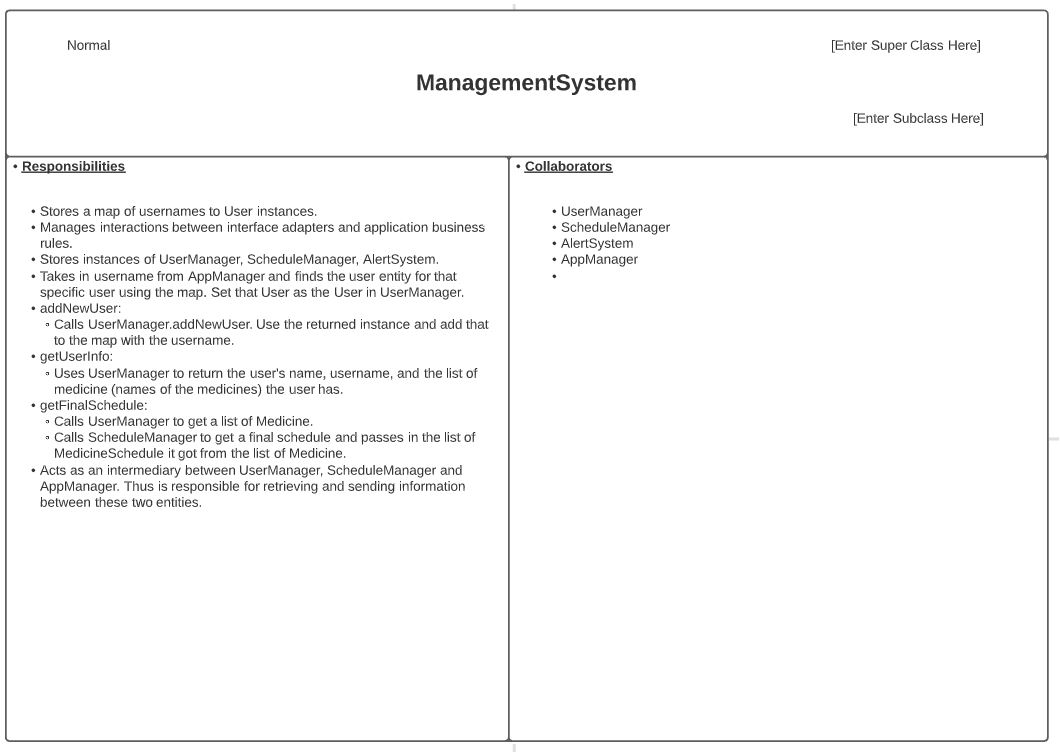 Normal
[Enter Super Class Here]
ManagementSystem
[Enter Subclass Here]
• Responsibilities
• Stores a map of usernames to User instances.
• Manages interactions between interface adapters and application business
rules.
• Stores instances of UserManager, ScheduleManager, AlertSystem.
• Takes in username from AppManager and finds the user entity for that
specific user using the map. Set that User as the User in UserManager.
• addNewUser:
◦ Calls UserManager.addNewUser. Use the returned instance and add that
to the map with the username.
• getUserInfo:
◦ Uses UserManager to return the user's name, username, and the list of
medicine (names of the medicines) the user has.
• getFinalSchedule:
◦ Calls UserManager to get a list of Medicine.
◦ Calls ScheduleManager to get a final schedule and passes in the list of
MedicineSchedule it got from the list of Medicine.
• Acts as an intermediary between UserManager, ScheduleManager and
AppManager. Thus is responsible for retrieving and sending information
between these two entities.
• Collaborators
• UserManager
• ScheduleManager
• AlertSystem
• AppManager
•